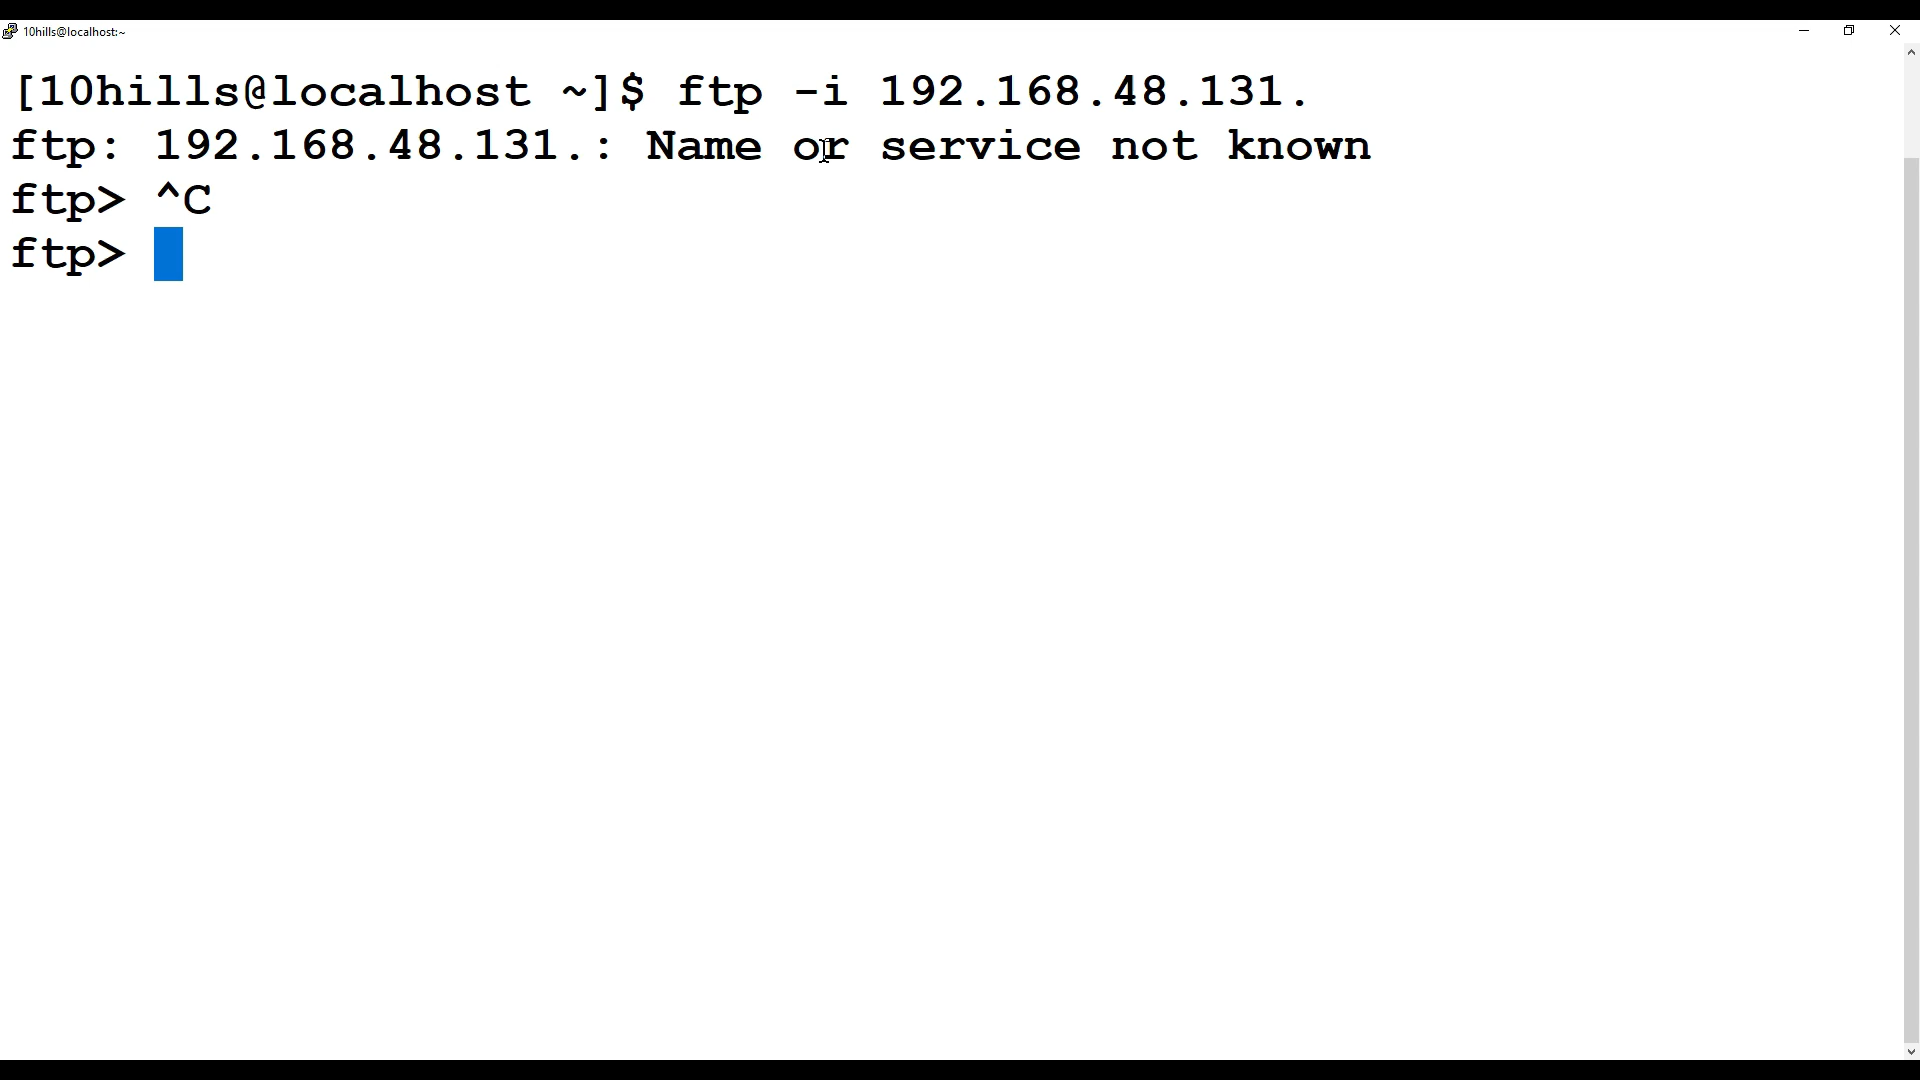 10hills@localhost:~
[10hills@localhost ~]$ ftp -i 192.168.48.131.
ftp: 192.168.48.131.: Name or service not known
ftp> ^C
ftp>